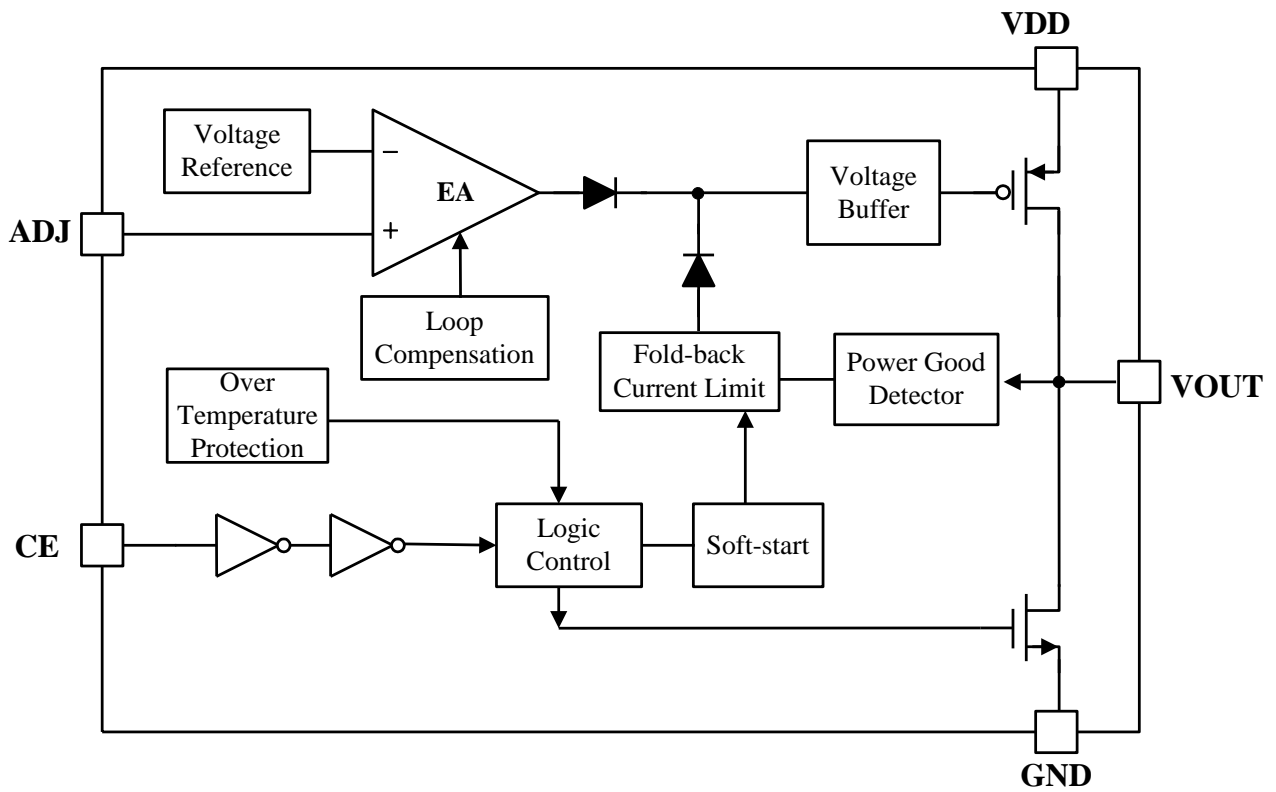 VDD
Voltage
Reference
−
EA
+
ADJ
Voltage
Buffer
Loop
Compensation
Fold-back
Current Limit
Power Good
Detector
VOUT
Over
Temperature
Protection
CE
Logic
Control
Soft-start
GND